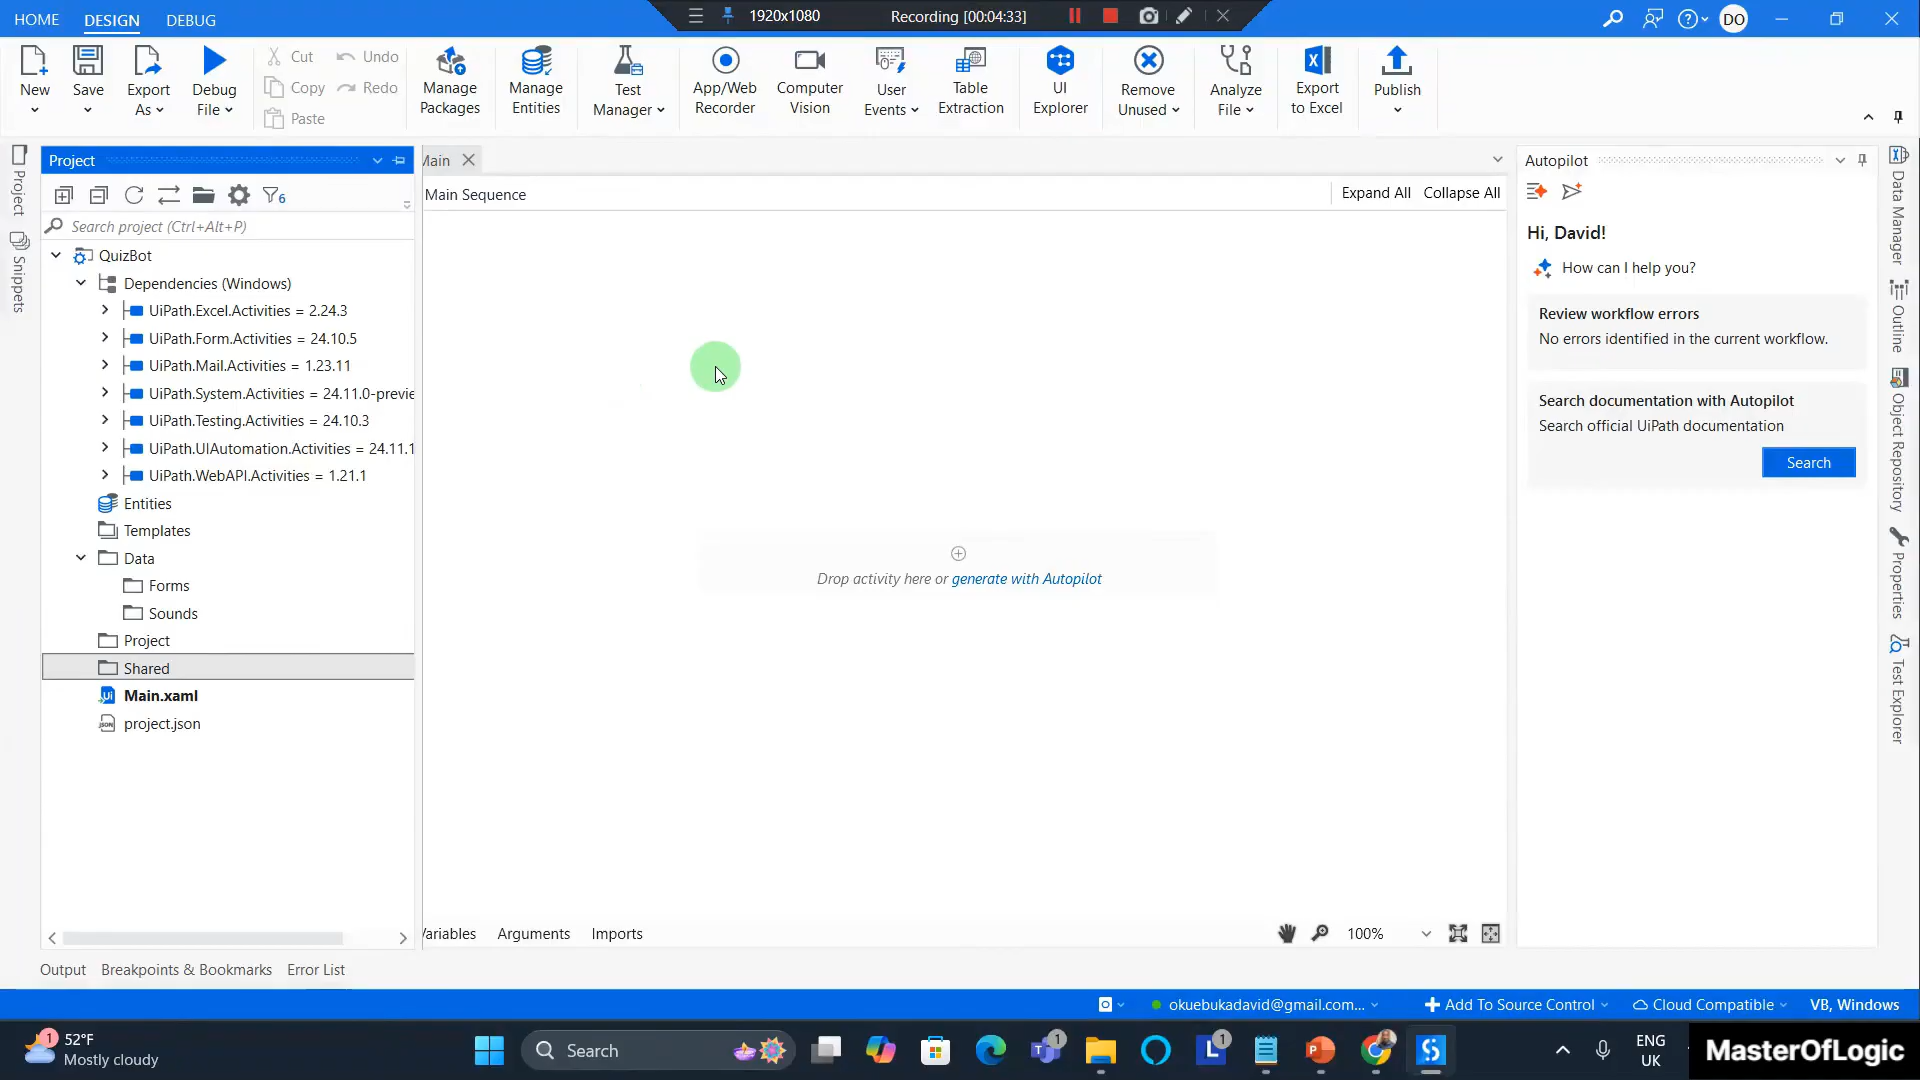 HOME DESIGN DEBUG
1920x1080 Recording [00:04:33]
DO
New
Save
Export As
Debug File
Cut
Copy
Paste
Undo
Redo
Manage Packages
Manage Entities
Test Manager
App/Web Recorder
Computer Vision
User Events
Table Extraction
UI Explorer
Remove Unused
Analyze File
Export to Excel
Publish
Project
Snippets
Project
6
Search project (Ctrl+Alt+P)
QuizBot
Dependencies (Windows)
UiPath.Excel.Activities = 2.24.3
UiPath.Form.Activities = 24.10.5
UiPath.Mail.Activities = 1.23.11
UiPath.System.Activities = 24.11.0-previe
UiPath.Testing.Activities = 24.10.3
UiPath.UIAutomation.Activities = 24.11.1
UiPath.WebAPI.Activities = 1.21.1
Entities
Templates
Data
Forms
Sounds
Project
Shared
Main.xaml
project.json
Main
Main Sequence
Expand All Collapse All
Drop activity here or generate with Autopilot
Variables Arguments Imports
100%
Autopilot
Hi, David!
How can I help you?
Review workflow errors
No errors identified in the current workflow.
Search documentation with Autopilot
Search official UiPath documentation
Search
Data Manager
Outline
Object Repository
Properties
Test Explorer
Output Breakpoints & Bookmarks Error List
okuebukadavid@gmail.com... Add To Source Control Cloud Compatible VB, Windows
1
52°F
Mostly cloudy
Search
1
1
ENG
UK
MasterOfLogic